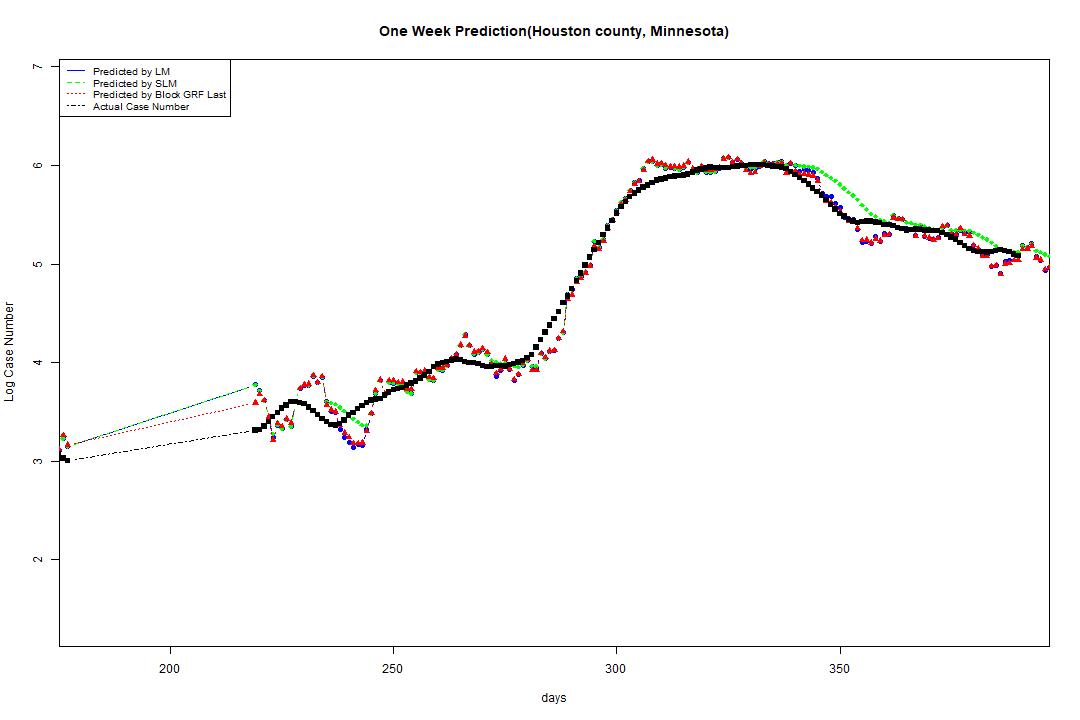 One Week Prediction(Houston county, Minnesota)
Predicted by LM
Predicted by SLM
Predicted by Block GRF Last
Actual Case Number
7
6
5
4
3
2
Log Case Number
200
250
300
350
days